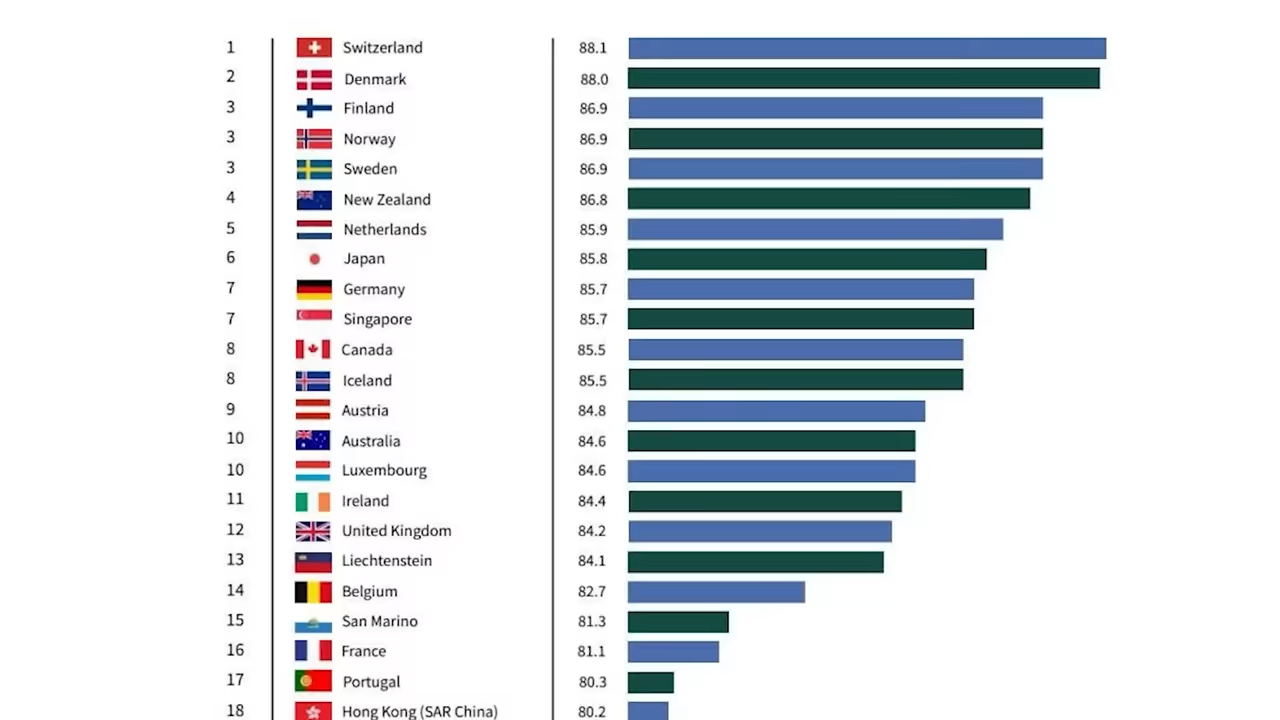 1 Switzerland 88.1
2 Denmark 88.0
3 Finland 86.9
3 Norway 86.9
3 Sweden 86.9
4 New Zealand 86.8
5 Netherlands 85.9
6 Japan 85.8
7 Germany 85.7
7 Singapore 85.7
8 Canada 85.5
8 Iceland 85.5
9 Austria 84.8
10 Australia 84.6
10 Luxembourg 84.6
11 Ireland 84.4
12 United Kingdom 84.2
13 Liechtenstein 84.1
14 Belgium 82.7
15 San Marino 81.3
16 France 81.1
17 Portugal 80.3
18 Hong Kong (SAR China) 80.2